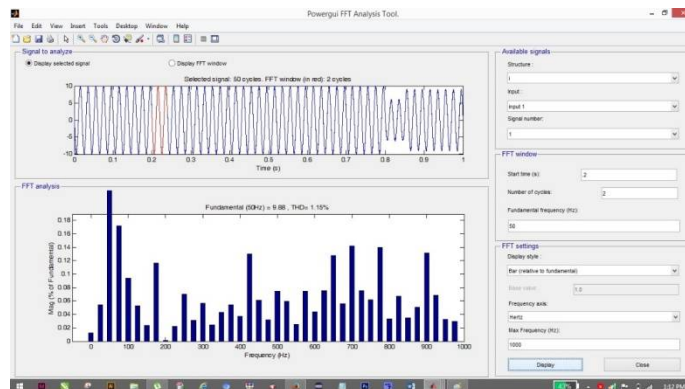 Powergui FFT Analysis Tool.
File Edit View Insert Tools Desktop Window Help
Signal to analyze
Display selected signal
Display FFT window
Selected signal: 50 cycles. FFT window (in red): 2 cycles
10
5
0
-5
-10
0 0.1 0.2 0.3 0.4 0.5 0.6 0.7 0.8 0.9 1
Time (s)
FFT analysis
Fundamental (50Hz) = 9.88 , THD= 1.15%
Mag (% of Fundamental)
0.18
0.16
0.14
0.12
0.1
0.08
0.06
0.04
0.02
0
0 100 200 300 400 500 600 700 800 900 1000
Frequency (Hz)
Available signals
Structure :
i
Input:
input 1
Signal number:
1
FFT window
Start time (s): .2
Number of cycles: 2
Fundamental frequency (Hz):
50
FFT settings
Display style :
Bar (relative to fundamental)
Base value : 1.0
Frequency axis:
Hertz
Max Frequency (Hz):
1000
Display
Close
1:12 PM